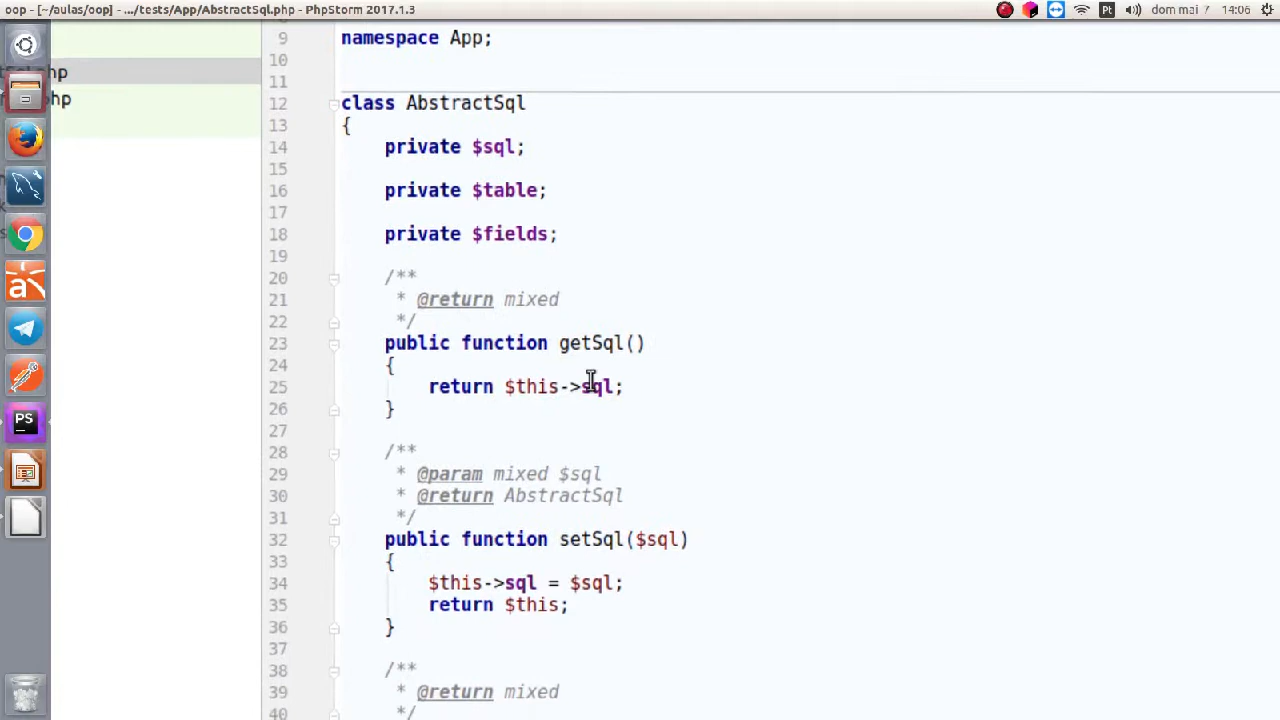 oop - [~/aulas/oop] - .../tests/App/AbstractSql.php - PhpStorm 2017.1.3
Pt
dom mai 7 14:06
9 namespace App;
10
11
12 class AbstractSql
13 {
14 private $sql;
15
16 private $table;
17
18 private $fields;
19
20 /**
21 * @return mixed
22 */
23 public function getSql()
24 {
25 return $this->sql;
26 }
27
28 /**
29 * @param mixed $sql
30 * @return AbstractSql
31 */
32 public function setSql($sql)
33 {
34 $this->sql = $sql;
35 return $this;
36 }
37
38 /**
39 * @return mixed
40 */
PS